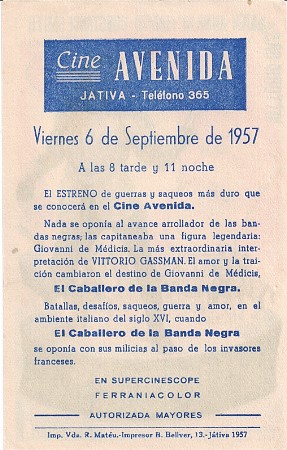 Cine AVENIDA
JATIVA - Teléfono 365
Viernes 6 de Septiembre de 1957
A las 8 tarde y 11 noche
El ESTRENO de guerras y saqueos más duro que
se conocerá en el Cine Avenida.
Nada se oponía al avance arrollador de las ban-
das negras; las capitaneaba una figura legendaria:
Giovanni de Médicis. La más extraordinaria inter-
pretación de VITTORIO GASSMAN. El amor y la trai-
ción cambiaron el destino de Giovanni de Médicis,
El Caballero de la Banda Negra.
Batallas, desafíos, saqueos, guerra y amor, en el
ambiente italiano del siglo XVI, cuando
El Caballero de la Banda Negra
se oponía con sus milicias al paso de los invasores
franceses.
EN SUPERCINESCOPE
FERRANIACOLOR
AUTORIZADA MAYORES
Imp. Vda. R. Matéu.-Impresor B. Bellver, 13.-Játiva 1957